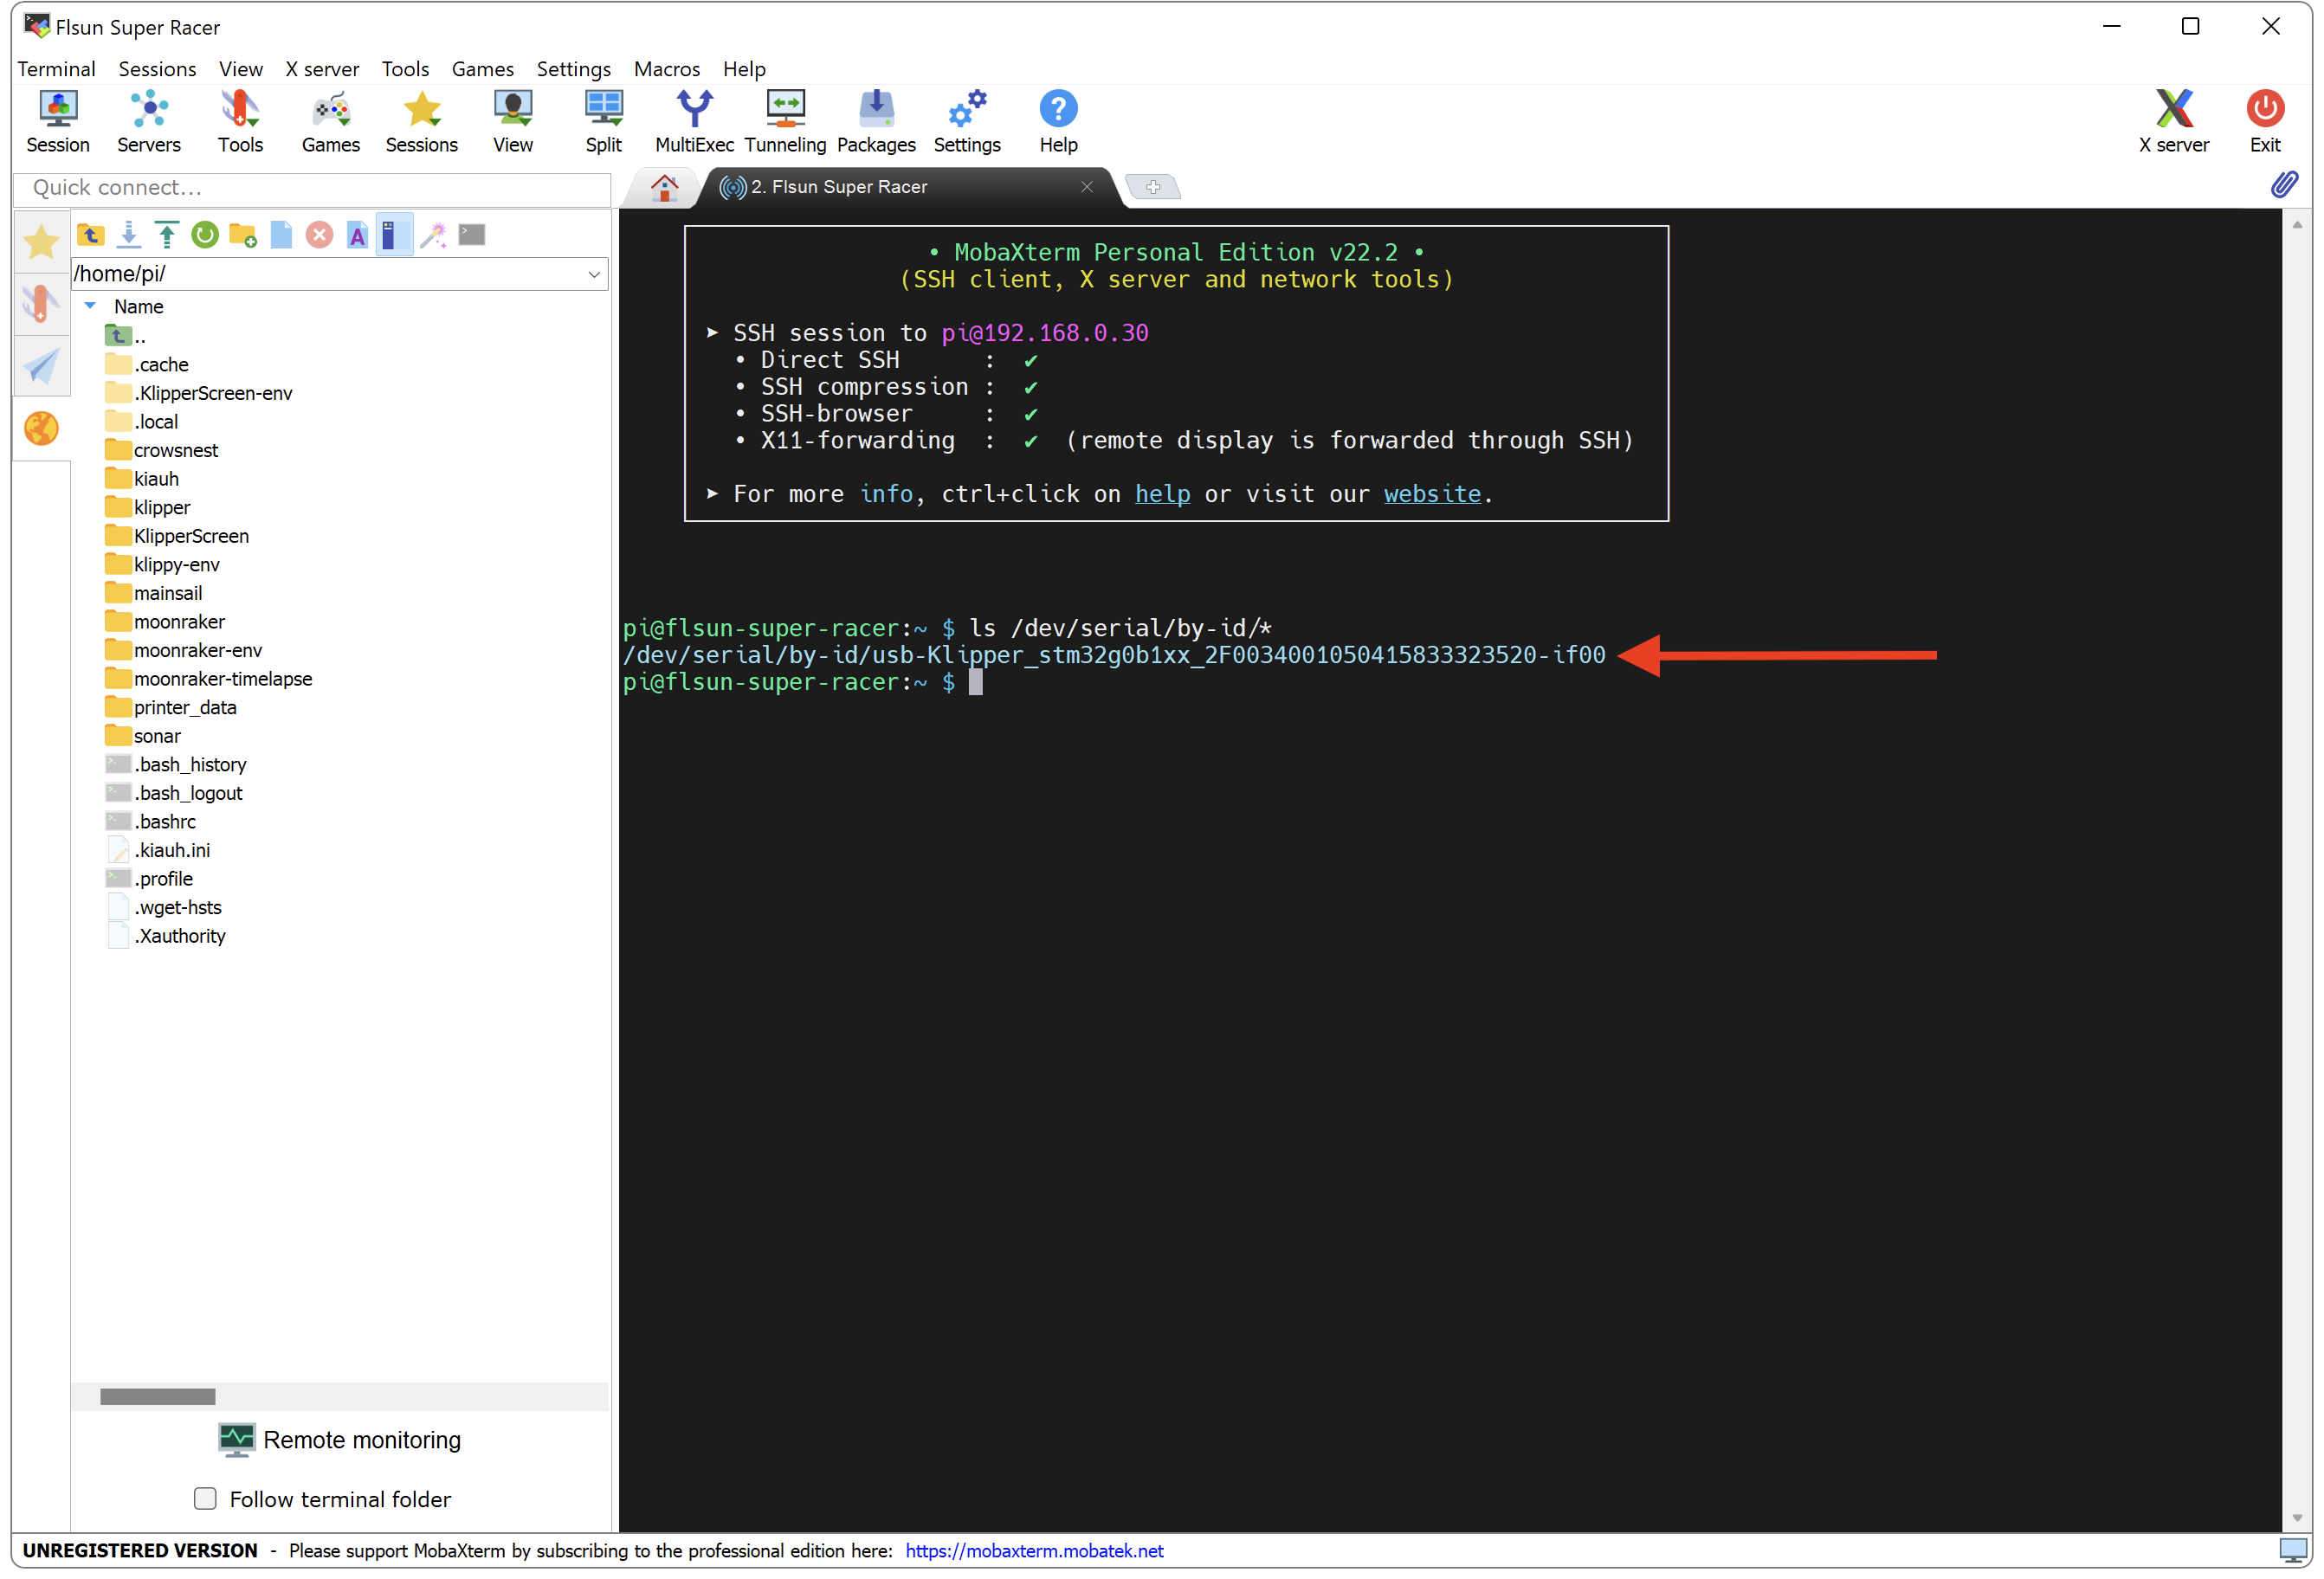 Flsun Super Racer
Terminal Sessions View X server Tools Games Settings Macros Help
Session Servers Tools Games Sessions View Split MultiExec Tunneling Packages Settings Help X server Exit
Quick connect...
2. Flsun Super Racer
/home/pi/
Name
..
.cache
.KlipperScreen-env
.local
crowsnest
kiauh
klipper
KlipperScreen
klippy-env
mainsail
moonraker
moonraker-env
moonraker-timelapse
printer_data
sonar
.bash_history
.bash_logout
.bashrc
.kiauh.ini
.profile
.wget-hsts
.Xauthority
Remote monitoring
Follow terminal folder
• MobaXterm Personal Edition v22.2 •
(SSH client, X server and network tools)
➤ SSH session to pi@192.168.0.30
• Direct SSH : ✔
• SSH compression : ✔
• SSH-browser : ✔
• X11-forwarding : ✔ (remote display is forwarded through SSH)
➤ For more info, ctrl+click on help or visit our website.
pi@flsun-super-racer:~ $ ls /dev/serial/by-id/*
/dev/serial/by-id/usb-Klipper_stm32g0b1xx_2F0034001050415833323520-if00
pi@flsun-super-racer:~ $
UNREGISTERED VERSION - Please support MobaXterm by subscribing to the professional edition here: https://mobaxterm.mobatek.net